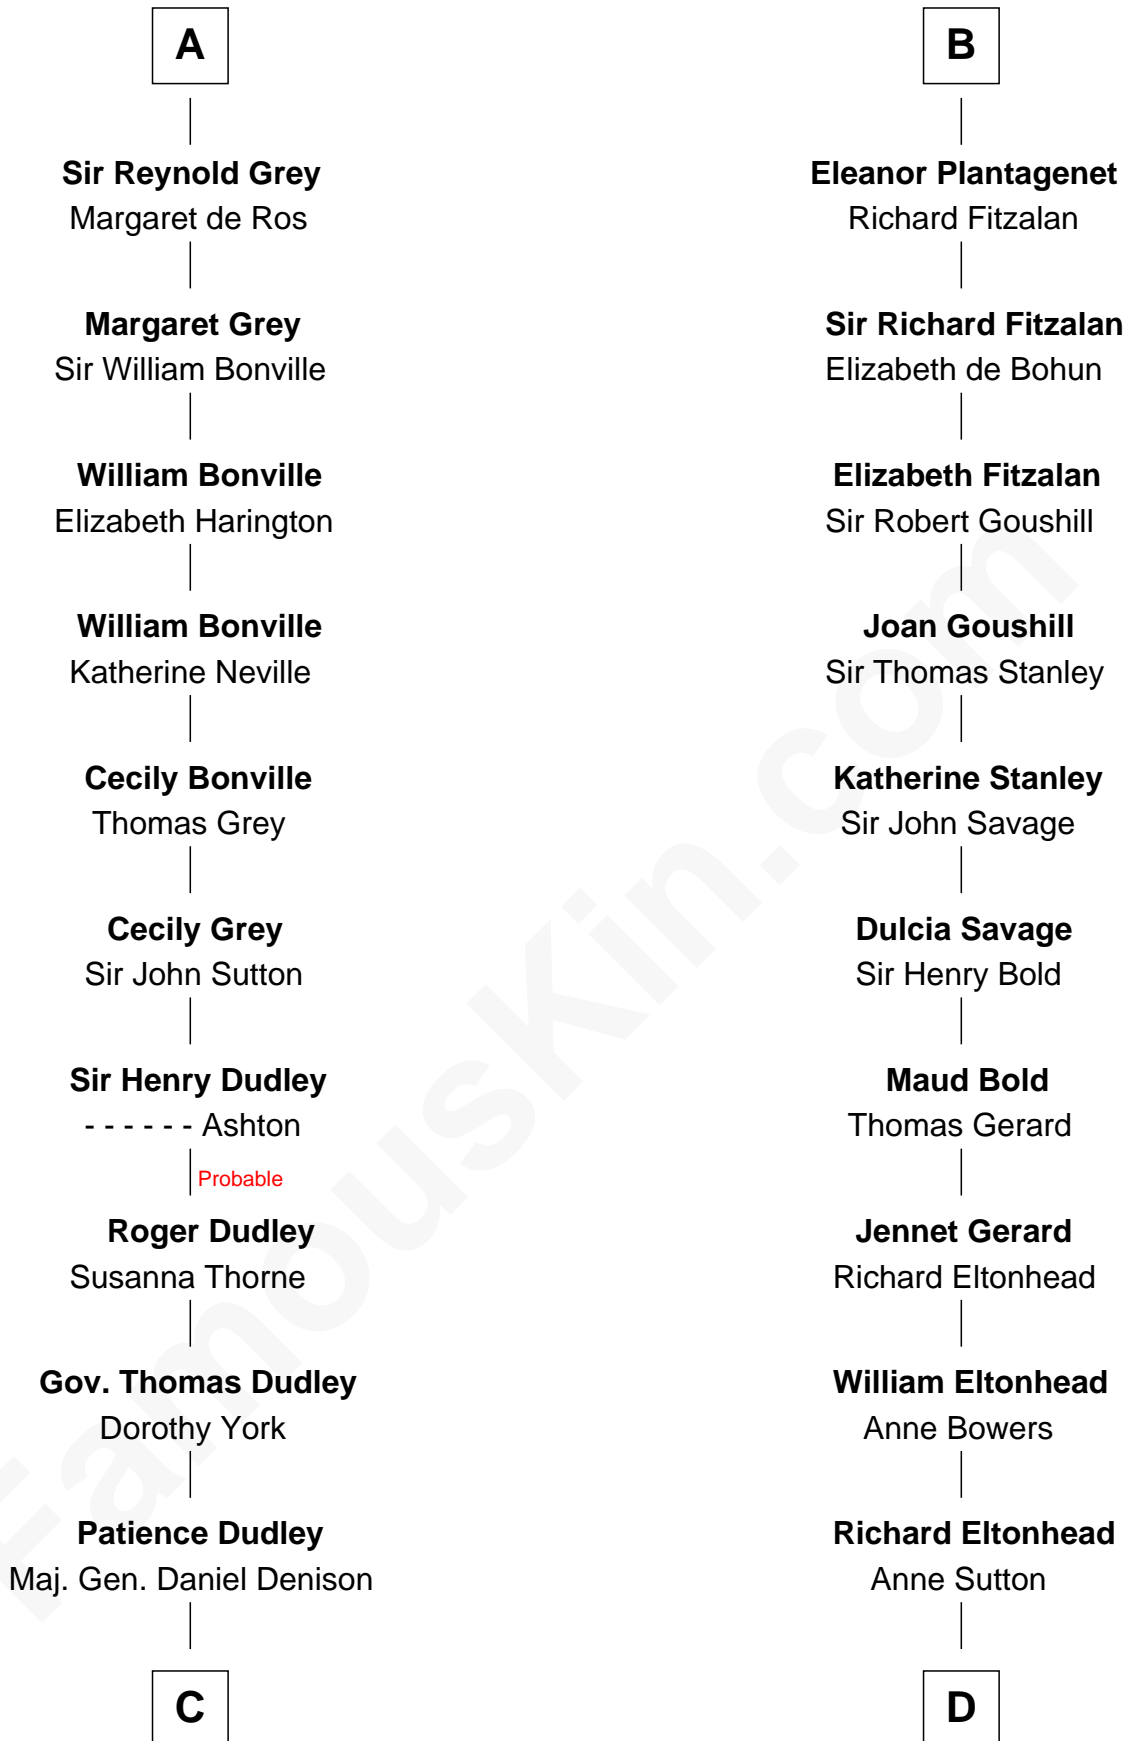 A
Sir Reynold Grey
Margaret de Ros
Margaret Grey
Sir William Bonville
William Bonville
Elizabeth Harington
William Bonville
Katherine Neville
Cecily Bonville
Thomas Grey
Cecily Grey
Sir John Sutton
Sir Henry Dudley
- - - - - - Ashton
Probable
Roger Dudley
Susanna Thorne
Gov. Thomas Dudley
Dorothy York
Patience Dudley
Maj. Gen. Daniel Denison
C
B
Eleanor Plantagenet
Richard Fitzalan
Sir Richard Fitzalan
Elizabeth de Bohun
Elizabeth Fitzalan
Sir Robert Goushill
Joan Goushill
Sir Thomas Stanley
Katherine Stanley
Sir John Savage
Dulcia Savage
Sir Henry Bold
Maud Bold
Thomas Gerard
Jennet Gerard
Richard Eltonhead
William Eltonhead
Anne Bowers
Richard Eltonhead
Anne Sutton
D
FamousKin.com